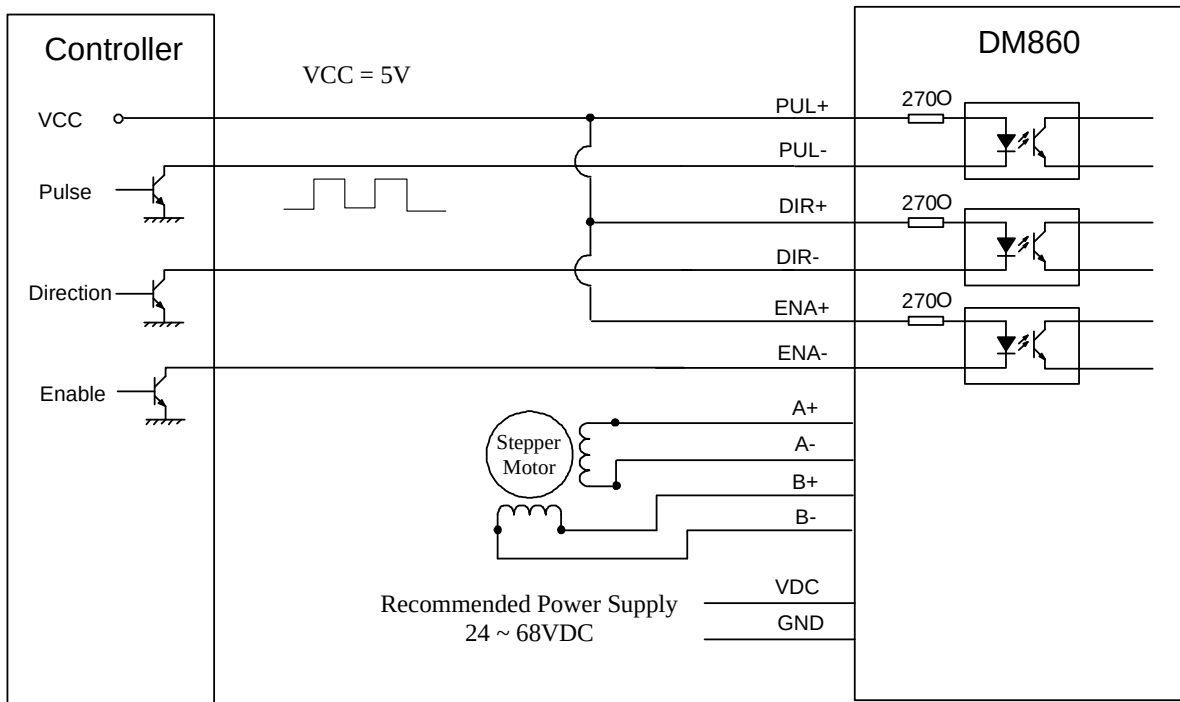 Controller
DM860
VCC = 5V
VCC
PUL+
270O
Pulse
PUL-
DIR+
270O
Direction
DIR-
ENA+
270O
Enable
ENA-
Stepper
Motor
A+
A-
B+
B-
Recommended Power Supply
24 ~ 68VDC
VDC
GND